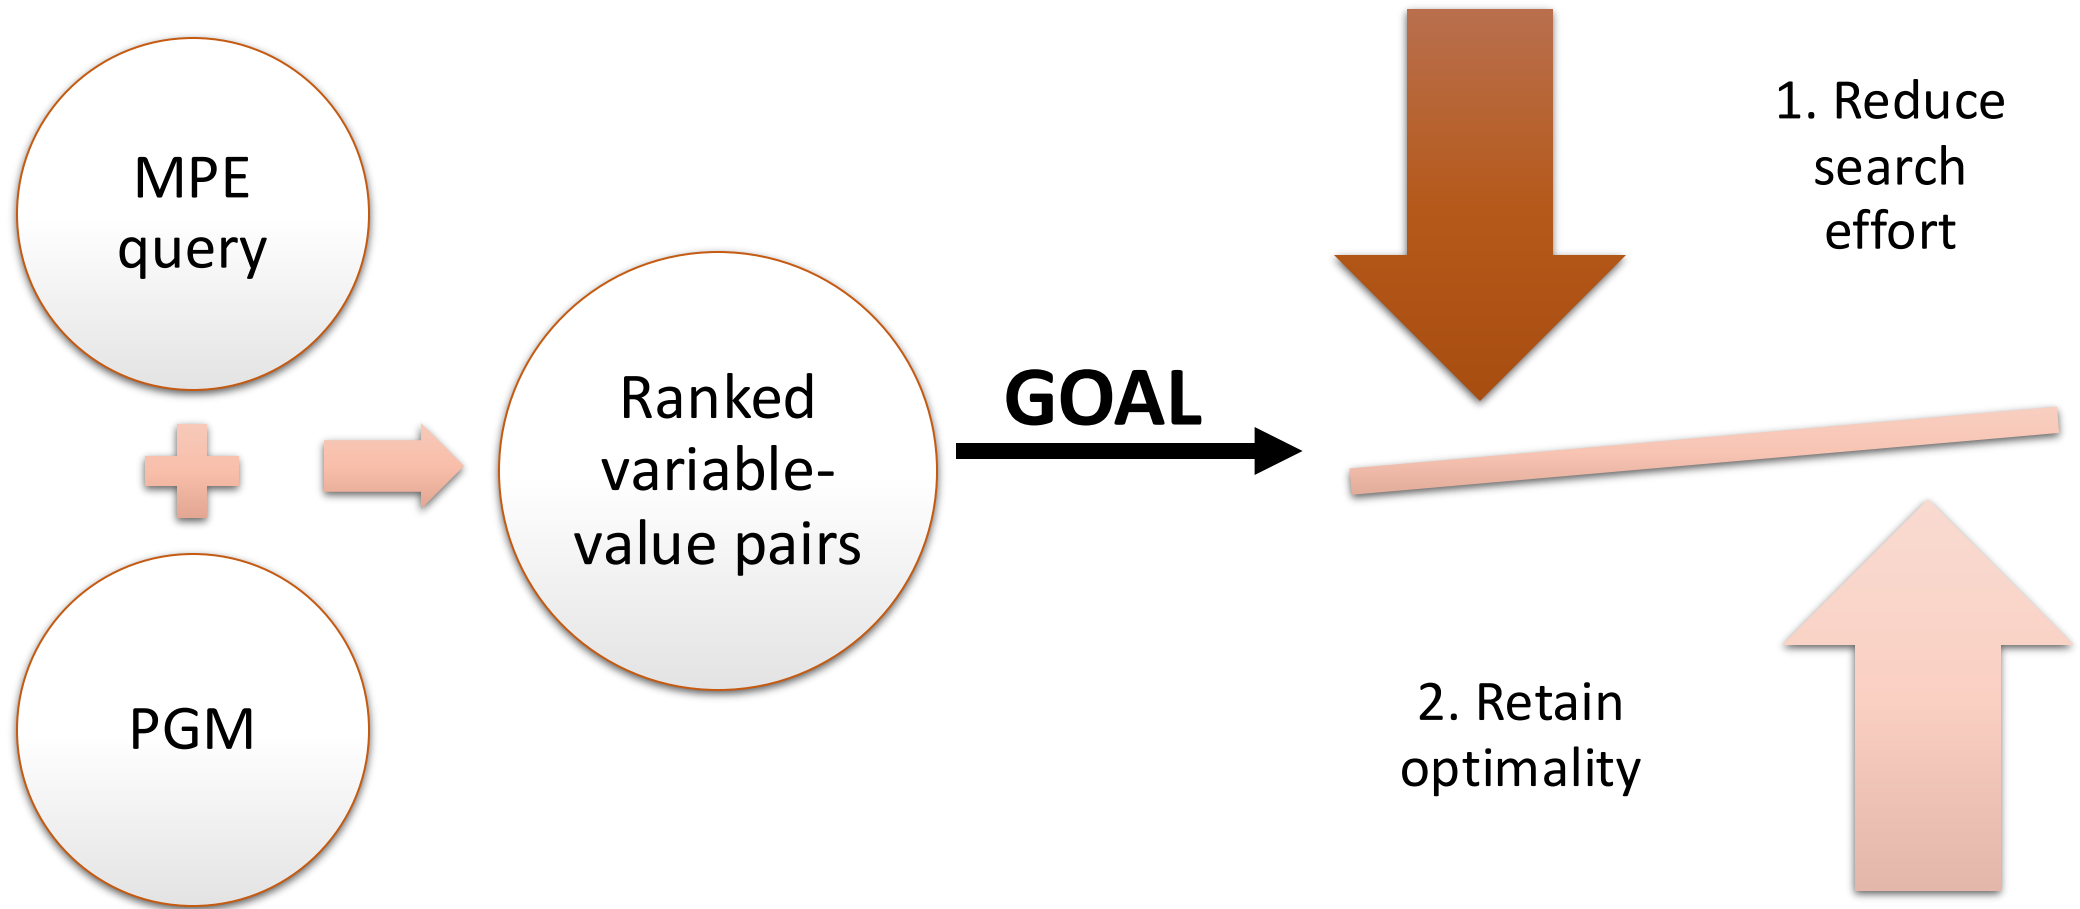 MPE
query
PGM
Ranked
variable-
value pairs
GOAL
1. Reduce
search
effort
2. Retain
optimality